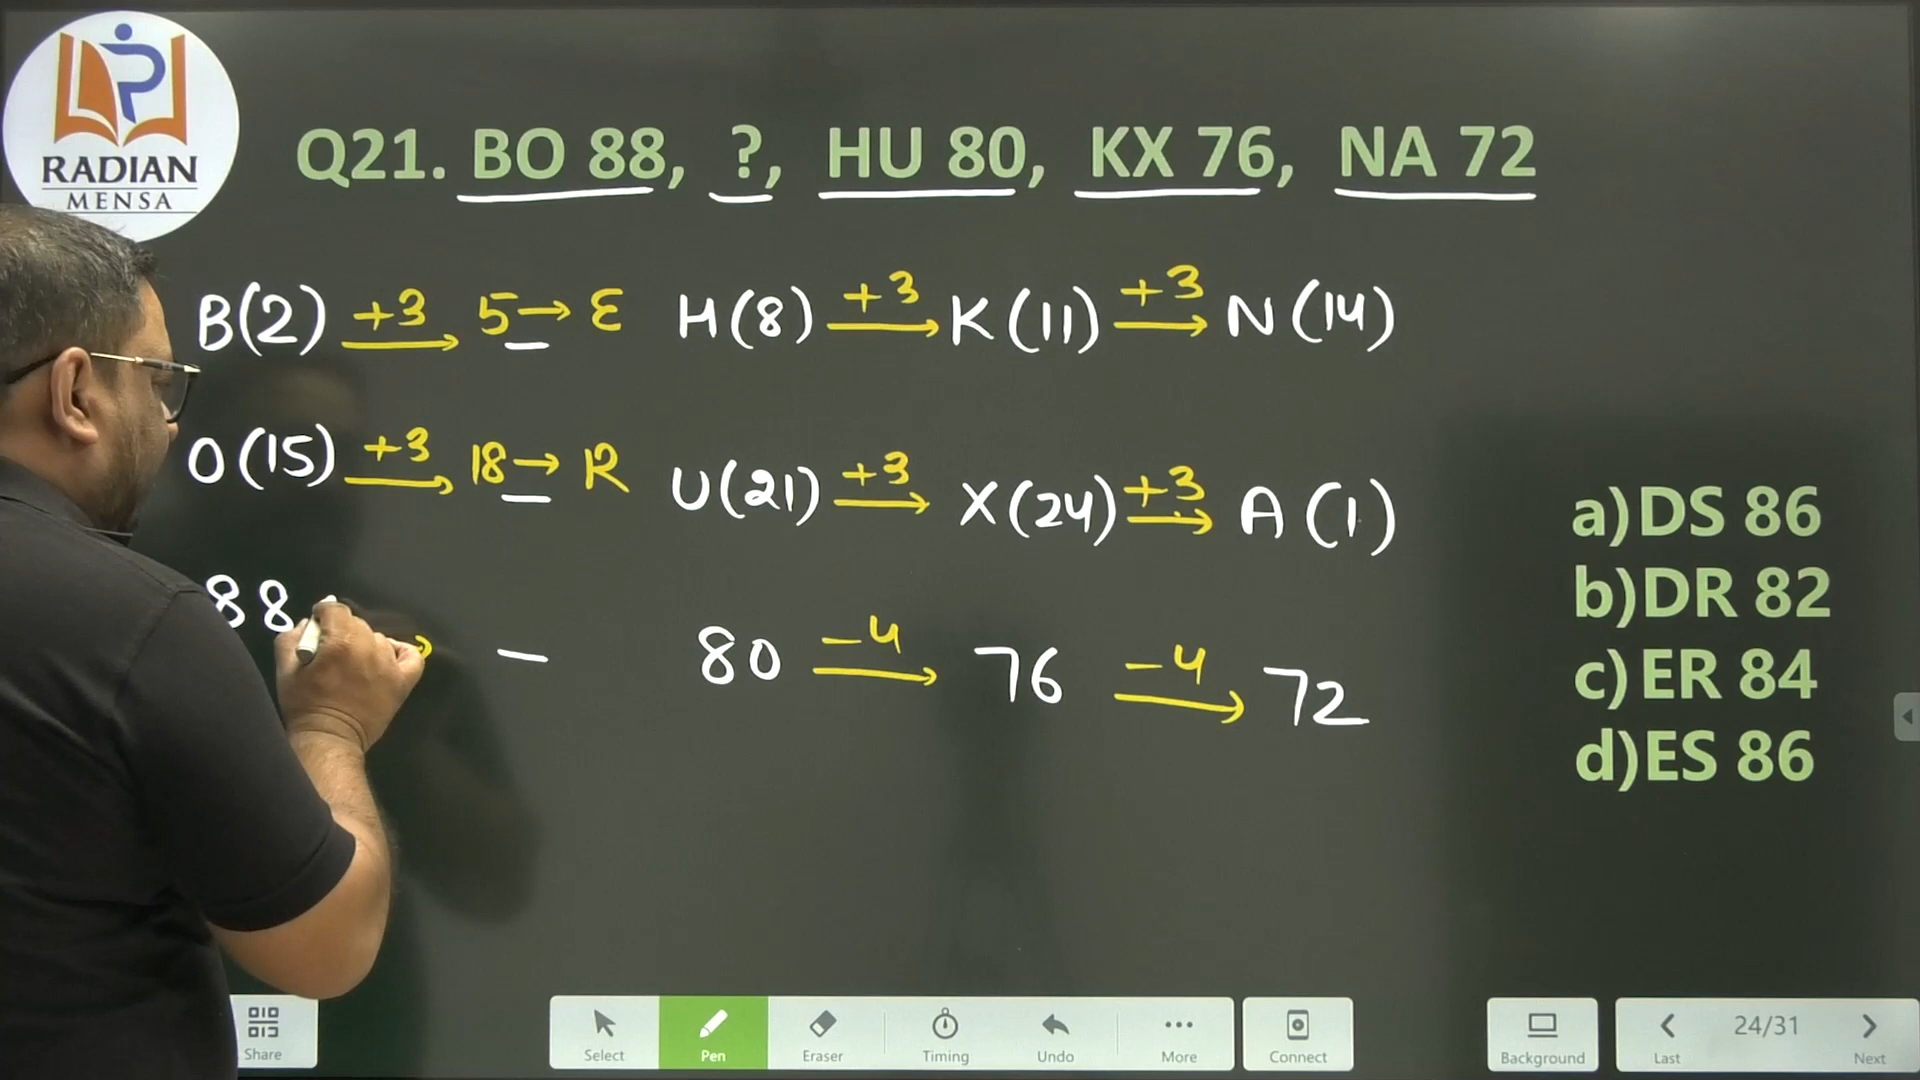 RADIAN
MENSA
Q21. BO 88, ?, HU 80, KX 76, NA 72
B(2) +3 → 5 → E H(8) +3 → K(11) +3 → N(14)
O(15) +3 → 18 → R U(21) +3 → X(24) +3 → A(1)
88 → — 80 -4 → 76 -4 → 72
a)DS 86
b)DR 82
c)ER 84
d)ES 86
Share
Select
Pen
Eraser
Timing
Undo
More
Connect
Background
Last
24/31
Next